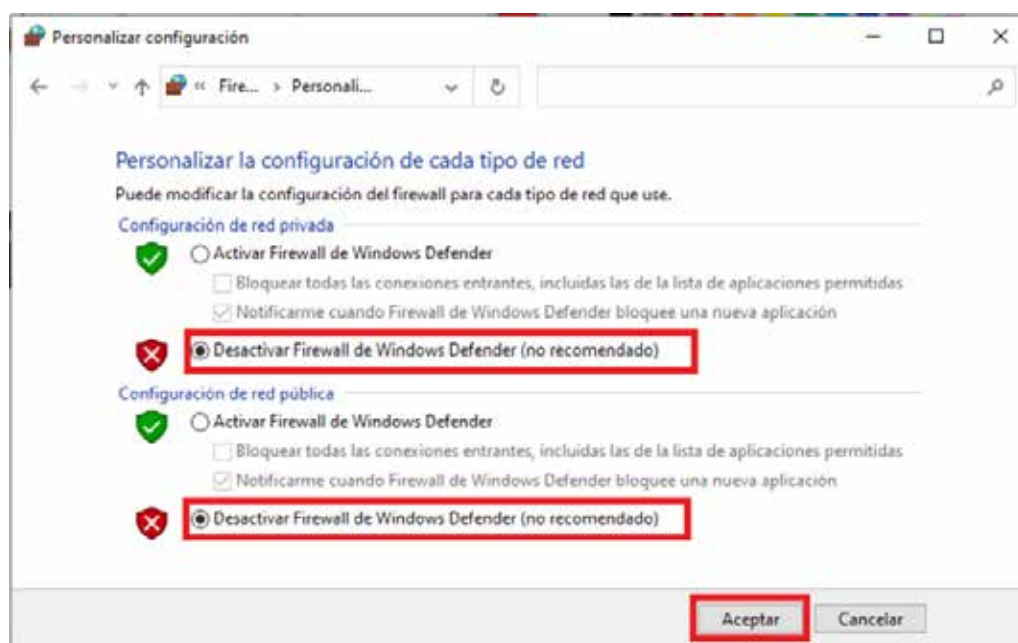 Personalizar configuración
« Fire... > Personali...
Personalizar la configuración de cada tipo de red
Puede modificar la configuración del firewall para cada tipo de red que use.
Configuración de red privada
Activar Firewall de Windows Defender
Bloquear todas las conexiones entrantes, incluidas las de la lista de aplicaciones permitidas
Notificarme cuando Firewall de Windows Defender bloquee una nueva aplicación
Desactivar Firewall de Windows Defender (no recomendado)
Configuración de red pública
Activar Firewall de Windows Defender
Bloquear todas las conexiones entrantes, incluidas las de la lista de aplicaciones permitidas
Notificarme cuando Firewall de Windows Defender bloquee una nueva aplicación
Desactivar Firewall de Windows Defender (no recomendado)
Aceptar Cancelar